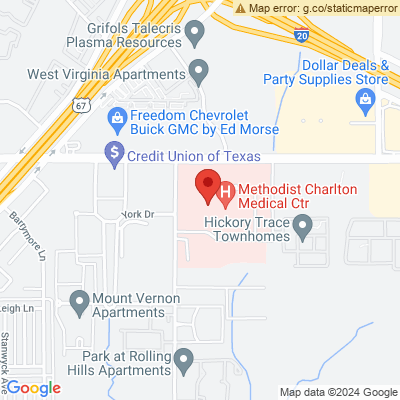 Map error: g.co/staticmaperror
Grifols Talecris
Plasma Resources
20
Dollar Deals &
Party Supplies Store
West Virginia Apartments
67
Freedom Chevrolet
Buick GMC by Ed Morse
$
Credit Union of Texas
H
Methodist Charlton
Medical Ctr
York Dr
Hickory Trace
Townhomes
Barrymore Ln
Mount Vernon
Apartments
Leigh Ln
Stanwyck Ave
Park at Rolling
Hills Apartments
Google
Map data ©2024 Google